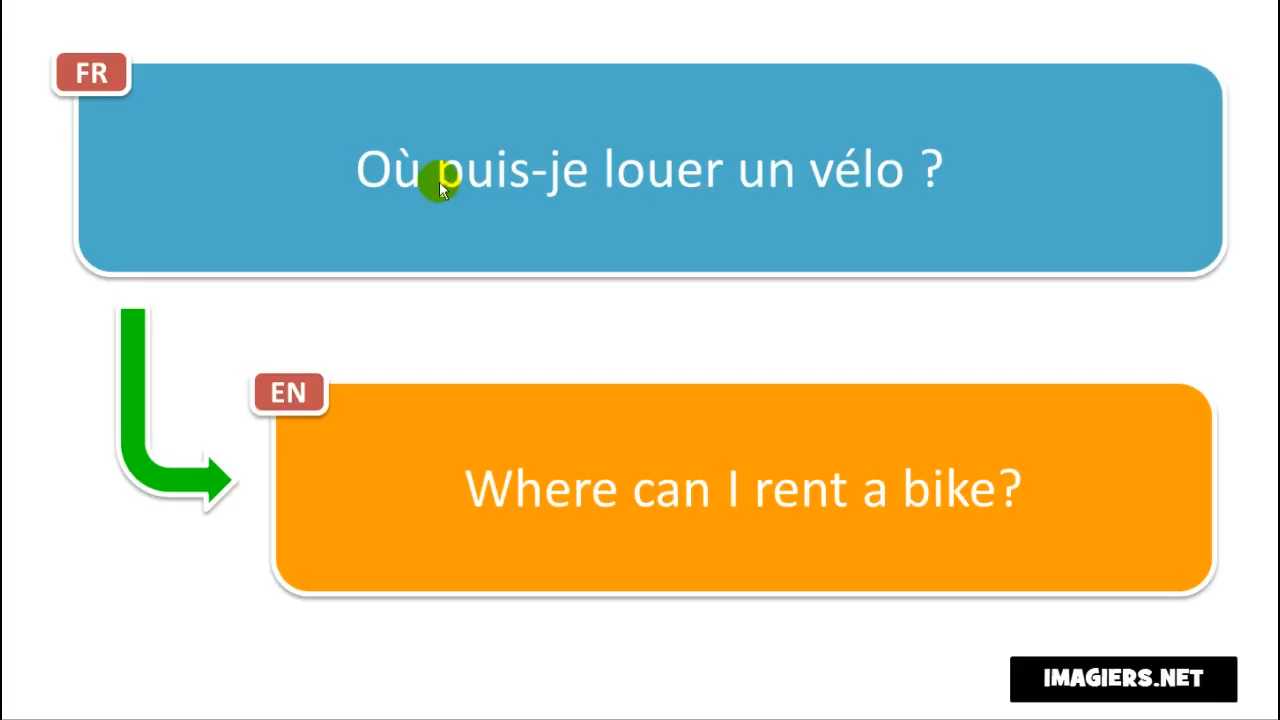 FR
Où puis-je louer un vélo ?
EN
Where can I rent a bike?
IMAGIERS.NET